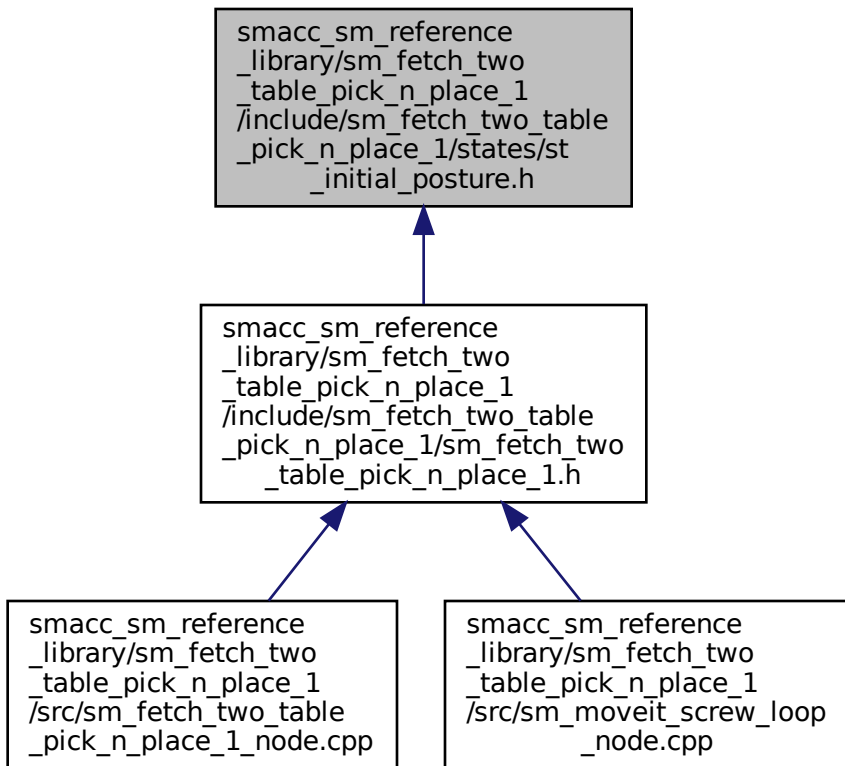 smacc_sm_reference
_library/sm_fetch_two
_table_pick_n_place_1
/include/sm_fetch_two_table
_pick_n_place_1/states/st
_initial_posture.h
smacc_sm_reference
_library/sm_fetch_two
_table_pick_n_place_1
/include/sm_fetch_two_table
_pick_n_place_1/sm_fetch_two
_table_pick_n_place_1.h
smacc_sm_reference
_library/sm_fetch_two
_table_pick_n_place_1
/src/sm_fetch_two_table
_pick_n_place_1_node.cpp
smacc_sm_reference
_library/sm_fetch_two
_table_pick_n_place_1
/src/sm_moveit_screw_loop
_node.cpp